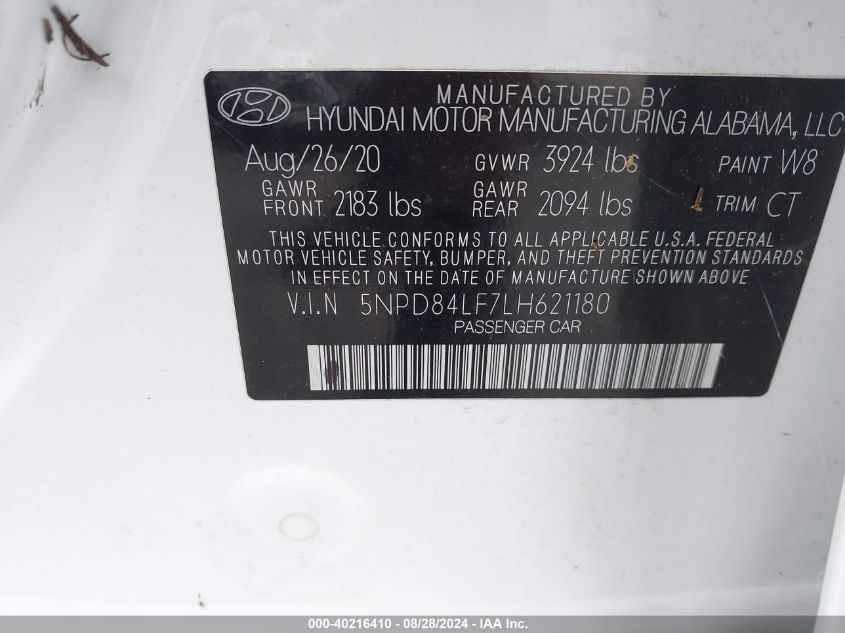 MANUFACTURED BY
HYUNDAI MOTOR MANUFACTURING ALABAMA, LLC
Aug/26/20 GVWR 3924 lbs PAINT W8
GAWR FRONT 2183 lbs GAWR REAR 2094 lbs TRIM CT
THIS VEHICLE CONFORMS TO ALL APPLICABLE U.S.A. FEDERAL
MOTOR VEHICLE SAFETY, BUMPER, AND THEFT PREVENTION STANDARDS
IN EFFECT ON THE DATE OF MANUFACTURE SHOWN ABOVE
V.I.N 5NPD84LF7LH621180
PASSENGER CAR
000-40216410 - 08/28/2024 - IAA Inc.